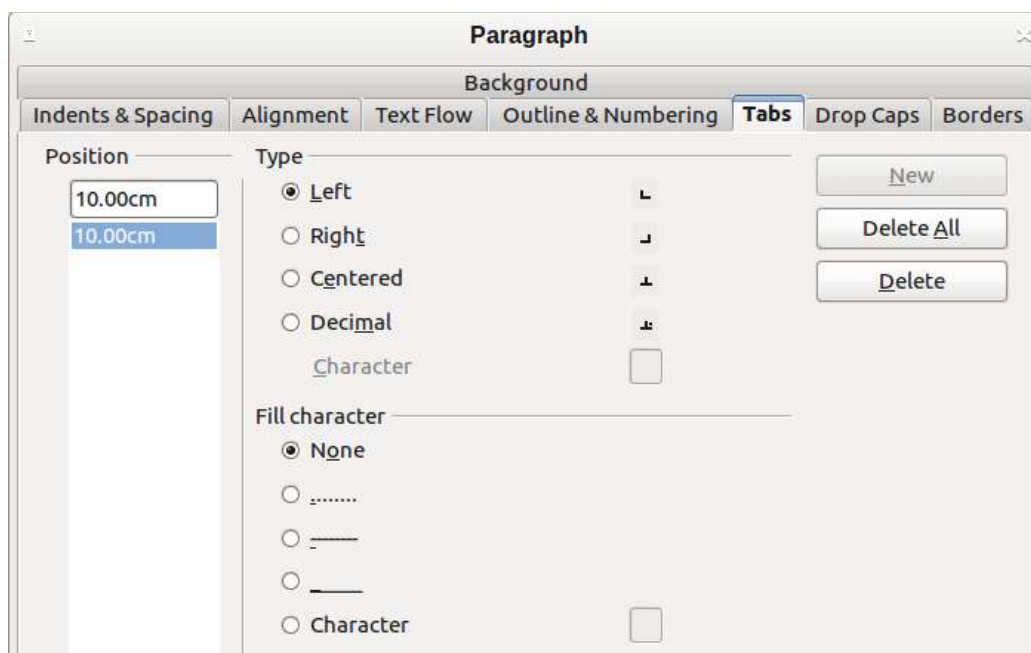 Paragraph
Background
Indents & Spacing Alignment Text Flow Outline & Numbering Tabs Drop Caps Borders
Position Type
10.00cm Left New
10.00cm Right Delete All
Centered Delete
Decimal
Character
Fill character
None
Character